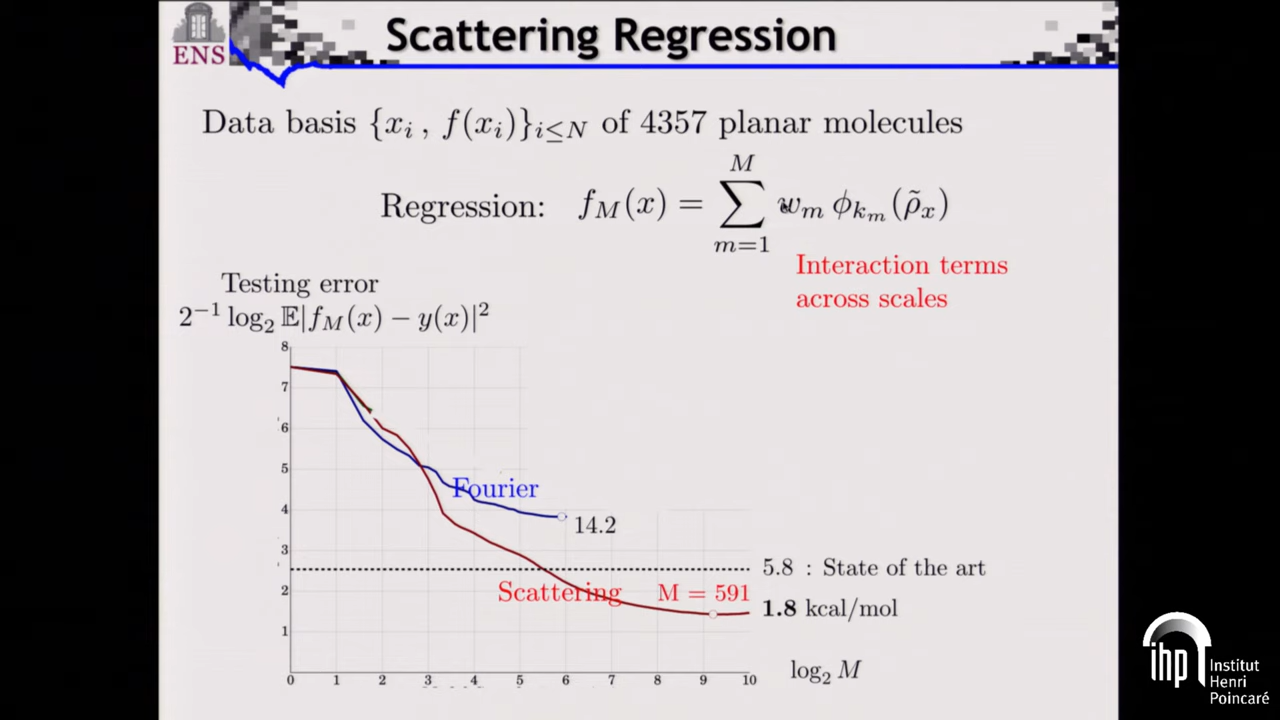 ENS
Scattering Regression
Data basis {x_i , f(x_i)}_{i≤N} of 4357 planar molecules
Regression: f_M(x) = ∑_{m=1}^{M} w_m ϕ_{k_m}(ρ̃_x)
Interaction terms
across scales
Testing error
2^{-1} log_2 𝔼|f_M(x) − y(x)|^2
8
7
6
5
4
3
2
1
Fourier
14.2
5.8 : State of the art
Scattering M = 591
1.8 kcal/mol
log_2 M
0 1 2 3 4 5 6 7 8 9 10
ihp
Institut
Henri
Poincaré